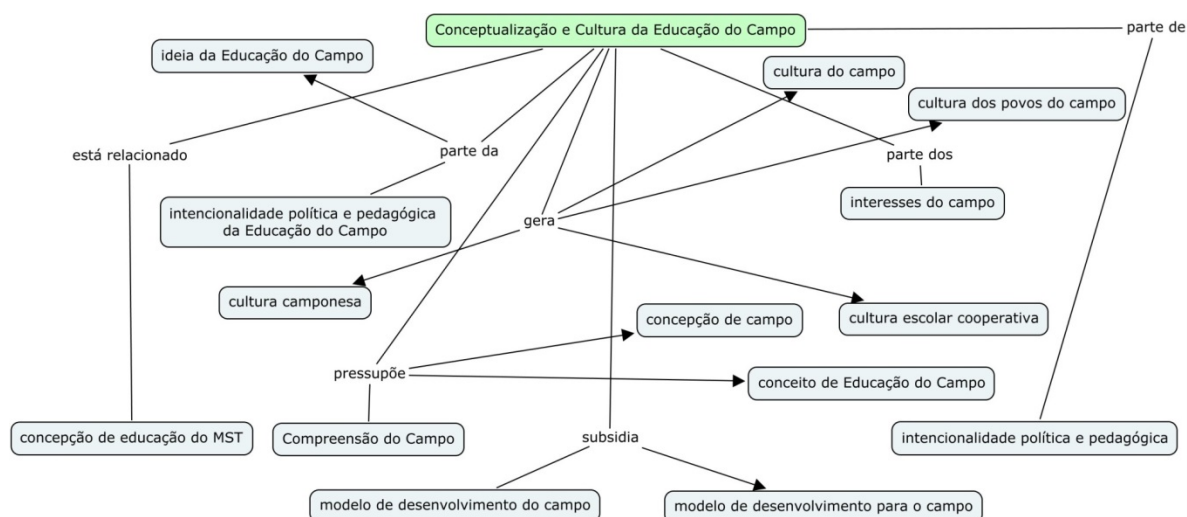 Conceptualização e Cultura da Educação do Campo
parte de
ideia da Educação do Campo
cultura do campo
cultura dos povos do campo
está relacionado
parte da
parte dos
intencionalidade política e pedagógica
da Educação do Campo
interesses do campo
gera
cultura camponesa
concepção de campo
cultura escolar cooperativa
pressupõe
conceito de Educação do Campo
concepção de educação do MST
Compreensão do Campo
subsidia
intencionalidade política e pedagógica
modelo de desenvolvimento do campo
modelo de desenvolvimento para o campo